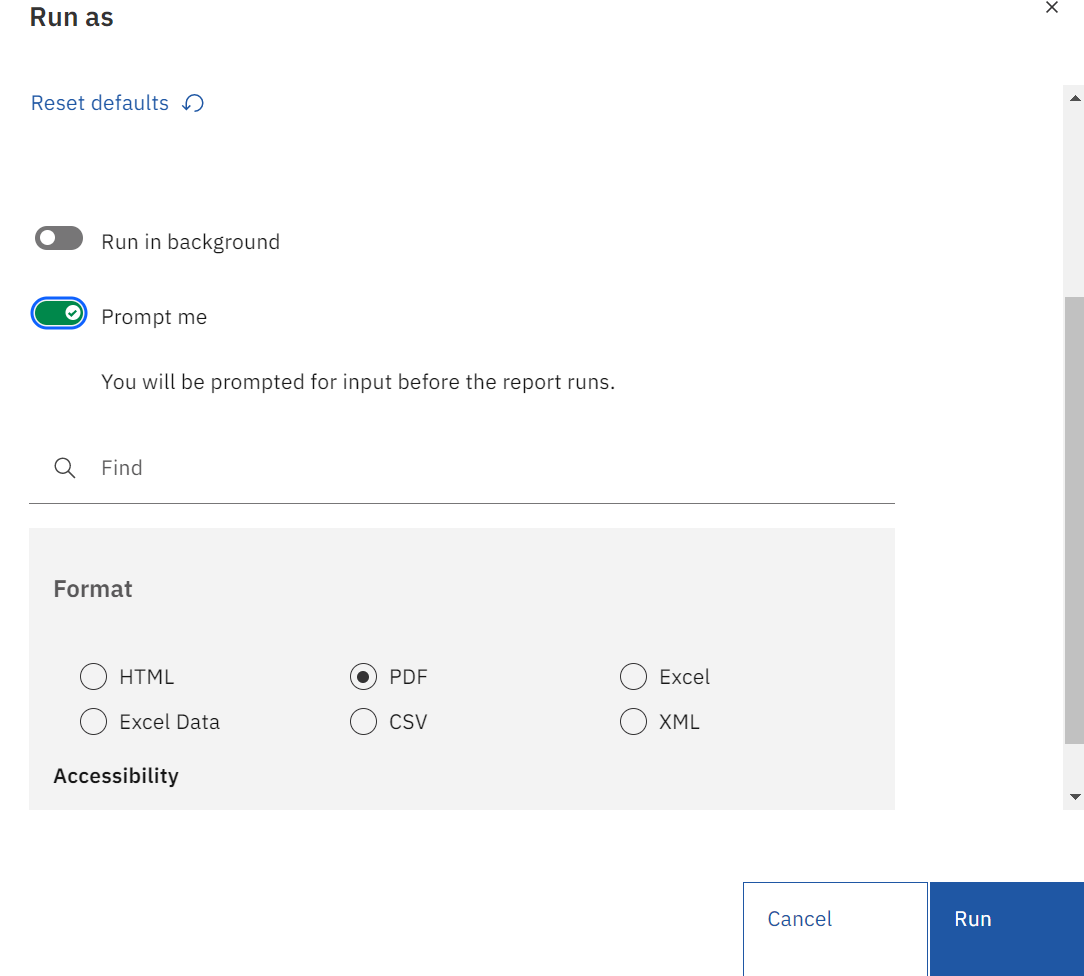 Run as
Reset defaults
Run in background
Prompt me
You will be prompted for input before the report runs.
Find
Format
HTML PDF Excel
Excel Data CSV XML
Accessibility
Cancel Run